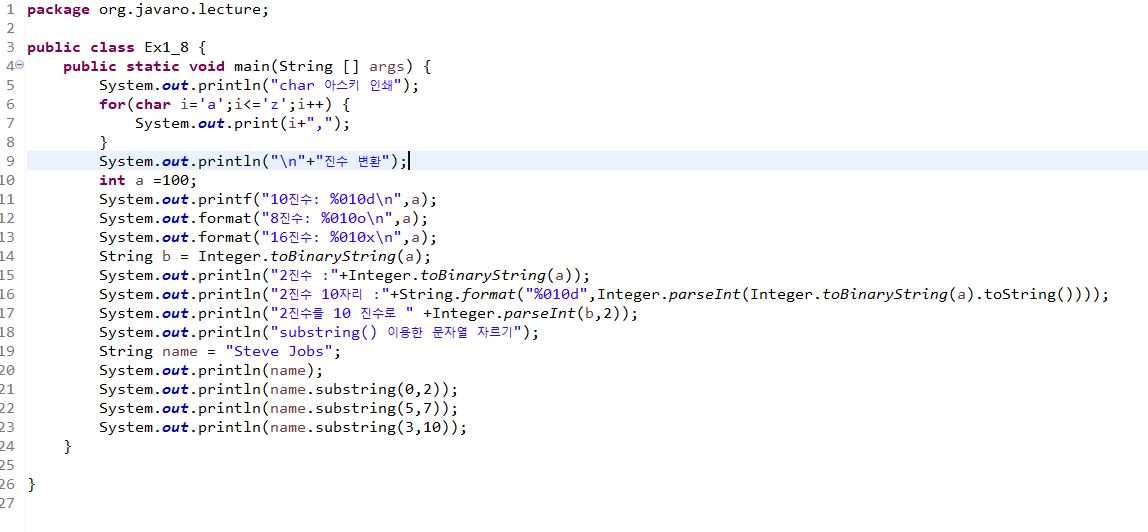 1 package org.javaro.lecture;
2
3 public class Ex1_8 {
4 public static void main(String [] args) {
5 System.out.println("char 아스키 인쇄");
6 for(char i='a';i<='z';i++) {
7 System.out.print(i+",");
8 }
9 System.out.println("\n"+"진수 변환");
10 int a =100;
11 System.out.printf("10진수: %010d\n",a);
12 System.out.format("8진수: %010o\n",a);
13 System.out.format("16진수: %010x\n",a);
14 String b = Integer.toBinaryString(a);
15 System.out.println("2진수 :"+Integer.toBinaryString(a));
16 System.out.println("2진수 10자리 :"+String.format("%010d",Integer.parseInt(Integer.toBinaryString(a).toString())));
17 System.out.println("2진수를 10 진수로 " +Integer.parseInt(b,2));
18 System.out.println("substring() 이용한 문자열 자르기");
19 String name = "Steve Jobs";
20 System.out.println(name);
21 System.out.println(name.substring(0,2));
22 System.out.println(name.substring(5,7));
23 System.out.println(name.substring(3,10));
24 }
25
26 }
27